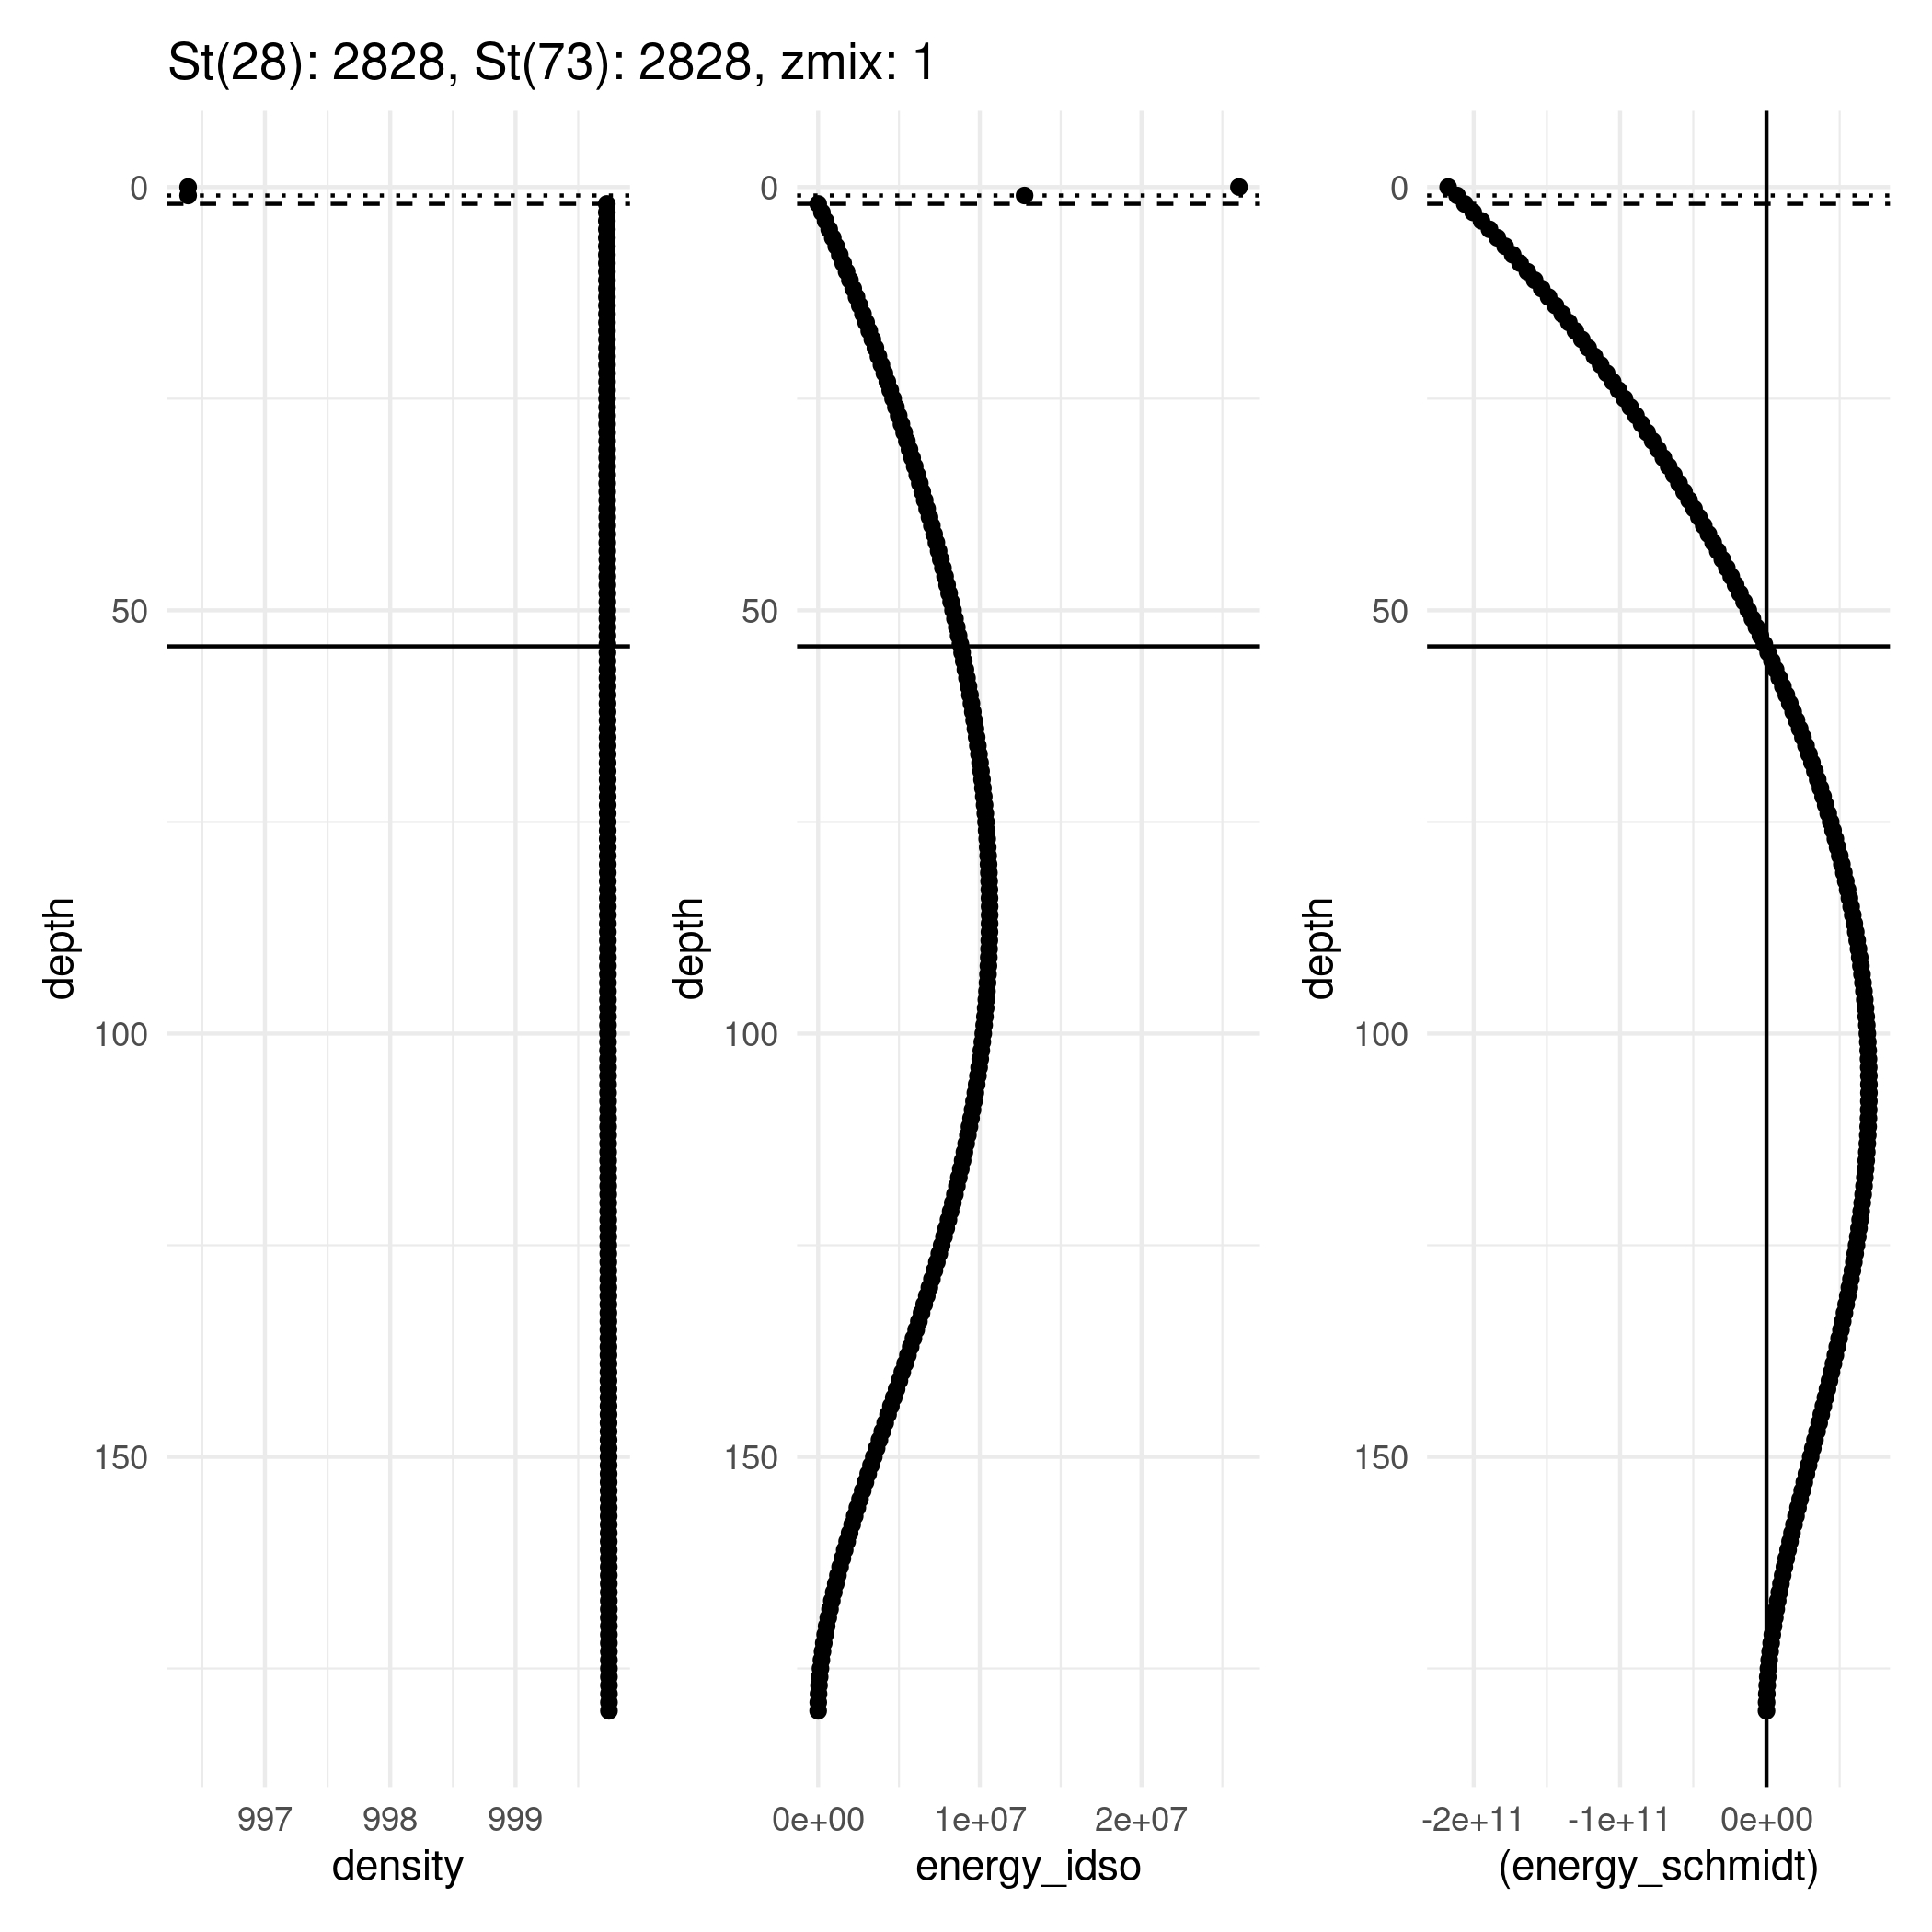 St(28): 2828, St(73): 2828, zmix: 1
0
50
100
150
depth
997 998 999
density
0
50
100
150
depth
0e+00 1e+07 2e+07
energy_idso
0
50
100
150
depth
-2e+11 -1e+11 0e+00
(energy_schmidt)